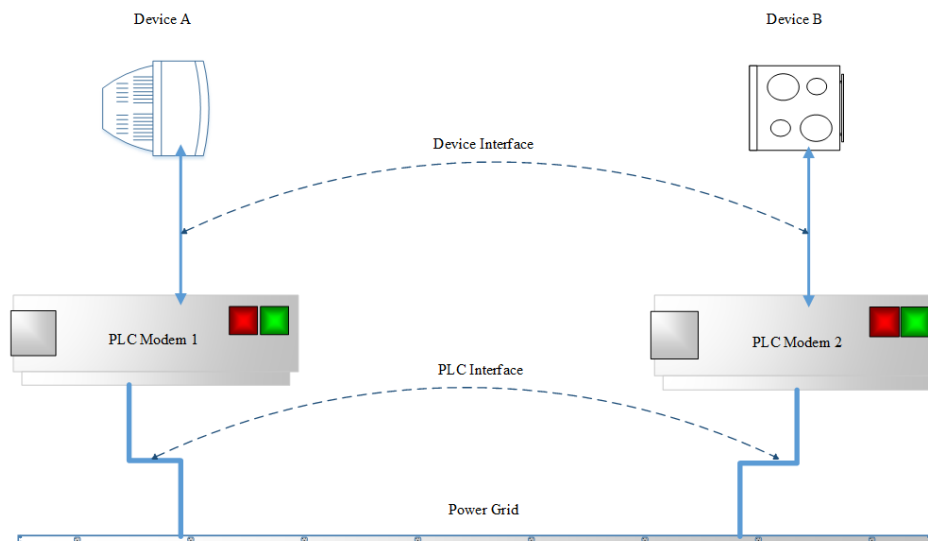 Device A
Device B
Device Interface
PLC Modem 1
PLC Modem 2
PLC Interface
Power Grid